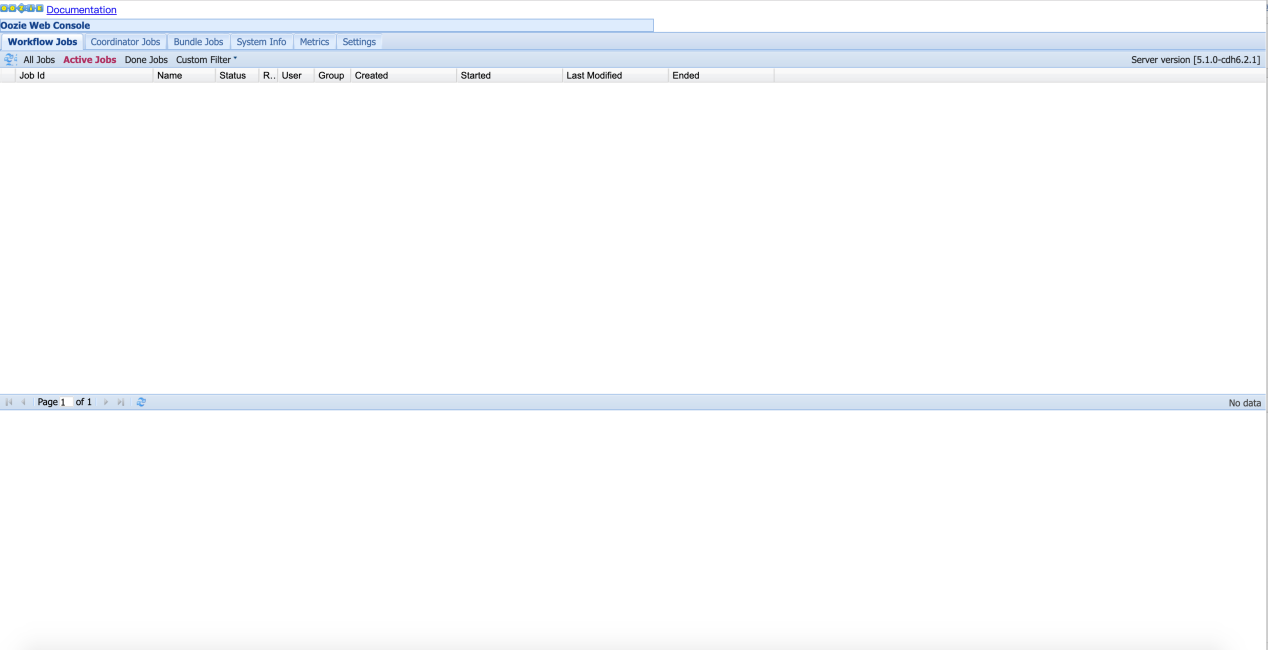 OOZIE Documentation
Oozie Web Console
Workflow Jobs Coordinator Jobs Bundle Jobs System Info Metrics Settings
All Jobs Active Jobs Done Jobs Custom Filter Server version [5.1.0-cdh6.2.1]
Job Id Name Status R.. User Group Created Started Last Modified Ended
Page 1 of 1 No data